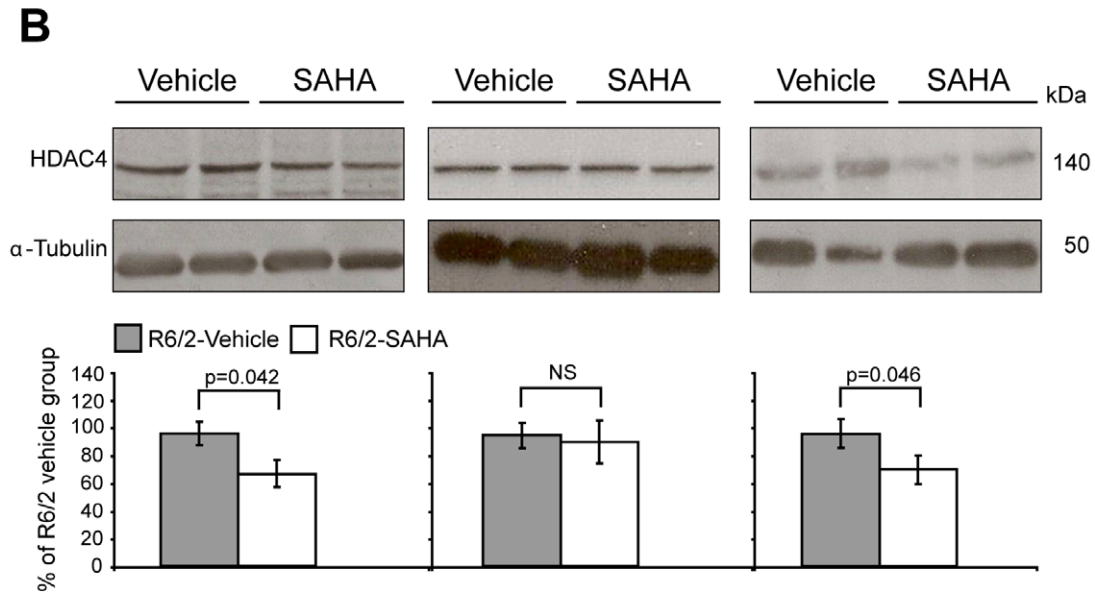 B
Vehicle SAHA Vehicle SAHA Vehicle SAHA
kDa
HDAC4 140
α-Tubulin 50
R6/2-Vehicle R6/2-SAHA
% of R6/2 vehicle group
140
120
100
80
60
40
20
0
p=0.042 NS p=0.046